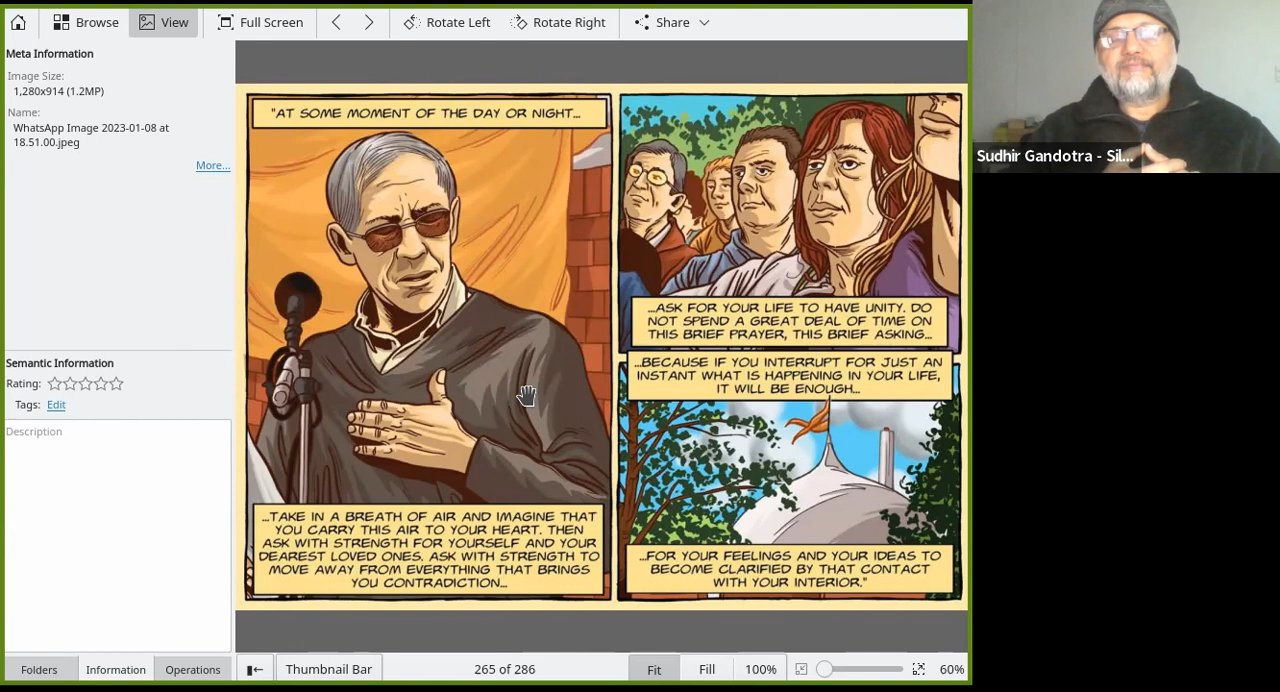 Browse View Full Screen Rotate Left Rotate Right Share
Meta Information
Image Size:
1,280x914 (1.2MP)
Name:
WhatsApp Image 2023-01-08 at
18.51.00.jpeg
More...
Semantic Information
Rating:
Tags: Edit
Description
Folders Information Operations
"AT SOME MOMENT OF THE DAY OR NIGHT...
...TAKE IN A BREATH OF AIR AND IMAGINE THAT
YOU CARRY THIS AIR TO YOUR HEART. THEN
ASK WITH STRENGTH FOR YOURSELF AND YOUR
DEAREST LOVED ONES. ASK WITH STRENGTH TO
MOVE AWAY FROM EVERYTHING THAT BRINGS
YOU CONTRADICTION...
...ASK FOR YOUR LIFE TO HAVE UNITY. DO
NOT SPEND A GREAT DEAL OF TIME ON
THIS BRIEF PRAYER, THIS BRIEF ASKING...
...BECAUSE IF YOU INTERRUPT FOR JUST AN
INSTANT WHAT IS HAPPENING IN YOUR LIFE,
IT WILL BE ENOUGH...
...FOR YOUR FEELINGS AND YOUR IDEAS TO
BECOME CLARIFIED BY THAT CONTACT
WITH YOUR INTERIOR."
Thumbnail Bar 265 of 286 Fit Fill 100% 60%
Sudhir Gandotra - Sil...